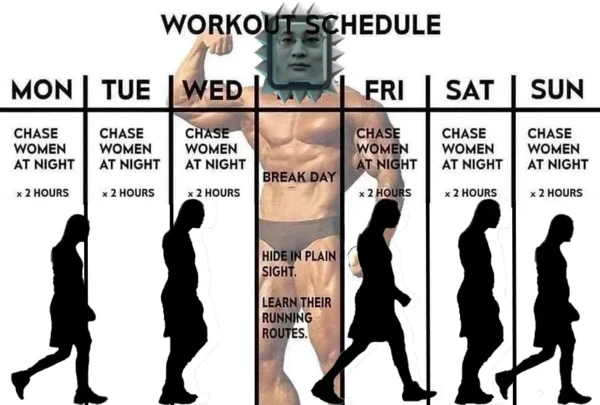 WORKOUT SCHEDULE
MON TUE WED FRI SAT SUN
CHASE
WOMEN
AT NIGHT
x 2 HOURS
CHASE
WOMEN
AT NIGHT
x 2 HOURS
CHASE
WOMEN
AT NIGHT
x 2 HOURS
BREAK DAY
HIDE IN PLAIN
SIGHT.
LEARN THEIR
RUNNING
ROUTES.
CHASE
WOMEN
AT NIGHT
x 2 HOURS
CHASE
WOMEN
AT NIGHT
x 2 HOURS
CHASE
WOMEN
AT NIGHT
x 2 HOURS